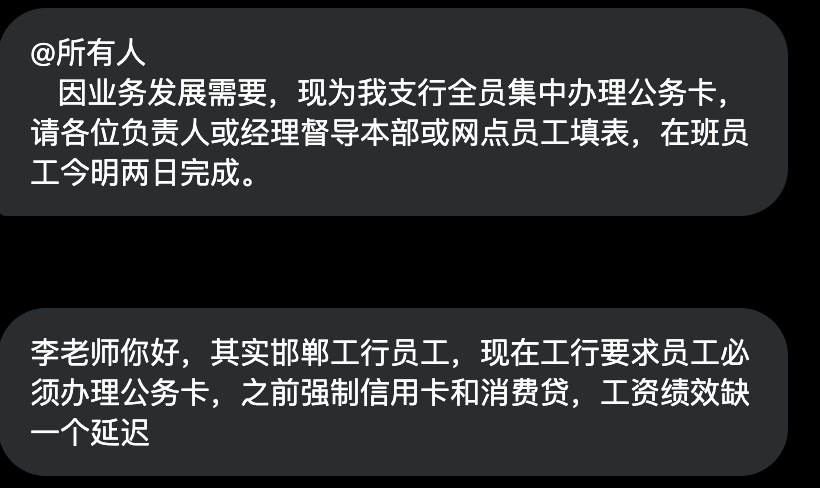 @所有人
因业务发展需要，现为我支行全员集中办理公务卡，
请各位负责人或经理督导本部或网点员工填表，在班员
工今明两日完成。
李老师你好，其实邯郸工行员工，现在工行要求员工必
须办理公务卡，之前强制信用卡和消费贷，工资绩效缺
一个延迟